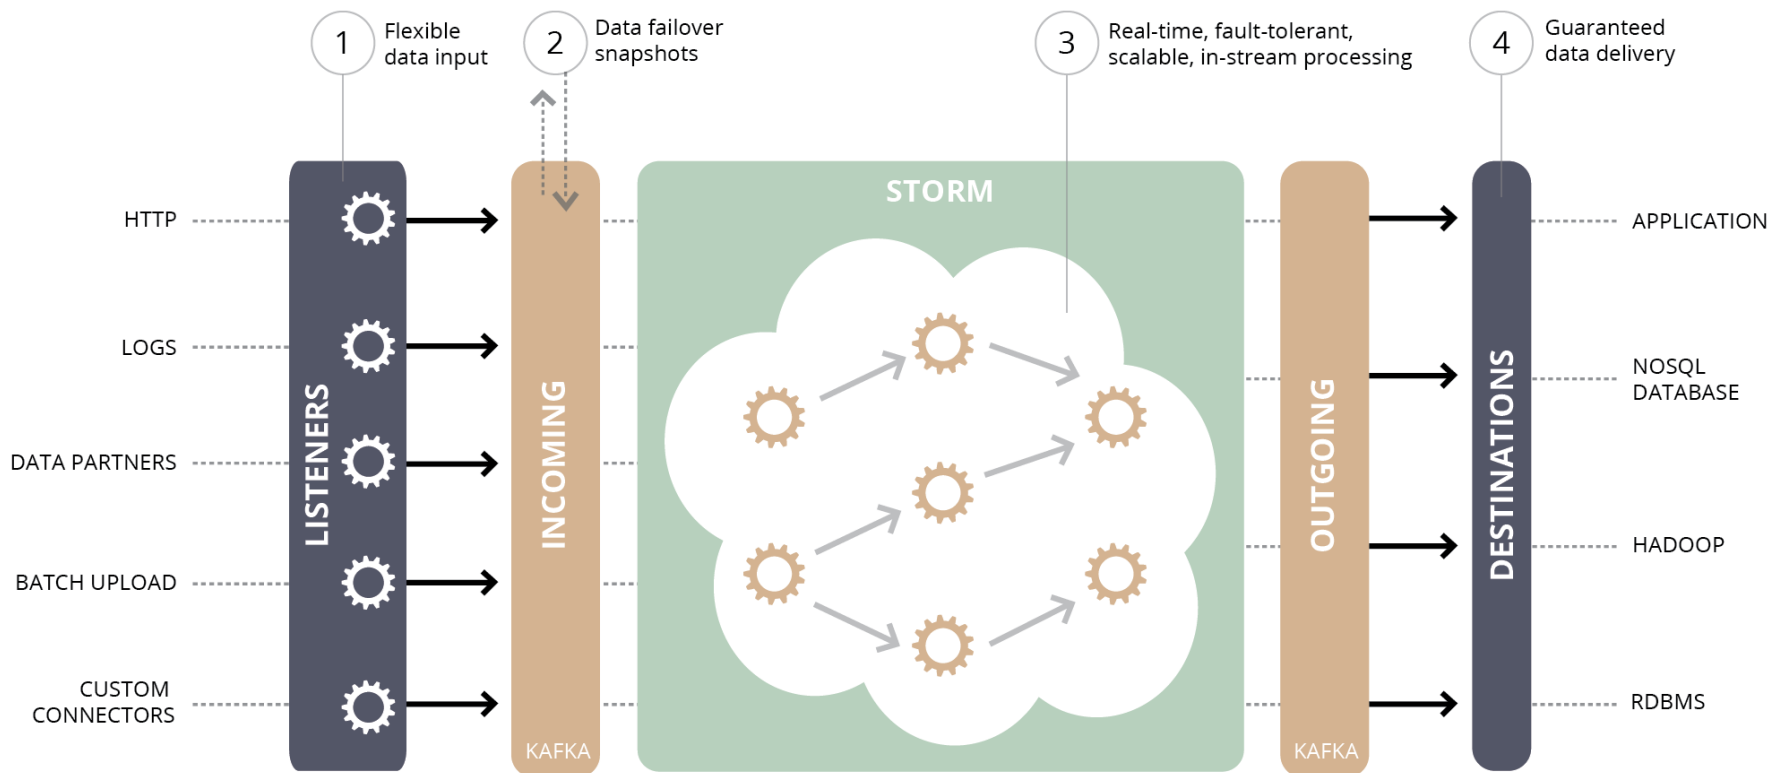 1
Flexible
data input
2
Data failover
snapshots
3
Real-time, fault-tolerant,
scalable, in-stream processing
4
Guaranteed
data delivery
HTTP
LOGS
DATA PARTNERS
BATCH UPLOAD
CUSTOM
CONNECTORS
LISTENERS
INCOMING
KAFKA
STORM
OUTGOING
KAFKA
DESTINATIONS
APPLICATION
NOSQL
DATABASE
HADOOP
RDBMS